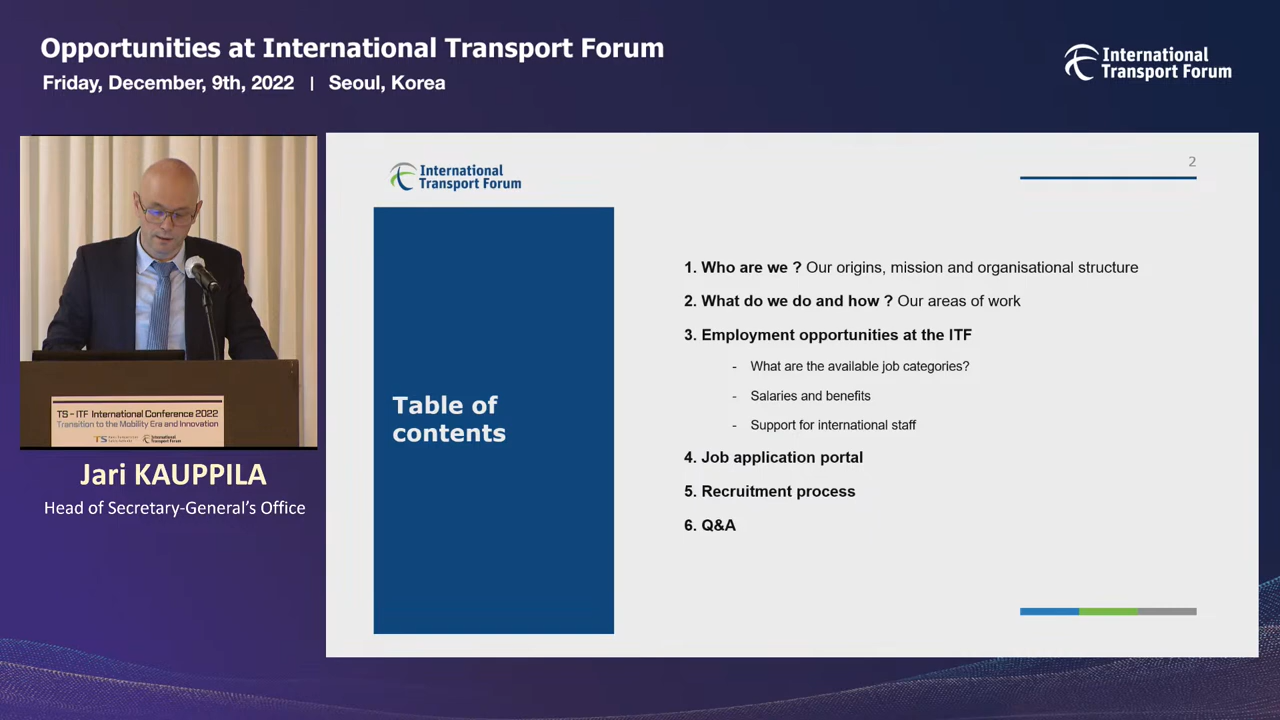 Opportunities at International Transport Forum
Friday, December, 9th, 2022 | Seoul, Korea
International
Transport Forum
International
Transport Forum
2
Table of
contents
1. Who are we ? Our origins, mission and organisational structure
2. What do we do and how ? Our areas of work
3. Employment opportunities at the ITF
- What are the available job categories?
- Salaries and benefits
- Support for international staff
4. Job application portal
5. Recruitment process
6. Q&A
TS – ITF International Conference 2022
Transition to the Mobility Era and Innovation
TS
International
Transport Forum
Jari KAUPPILA
Head of Secretary-General's Office